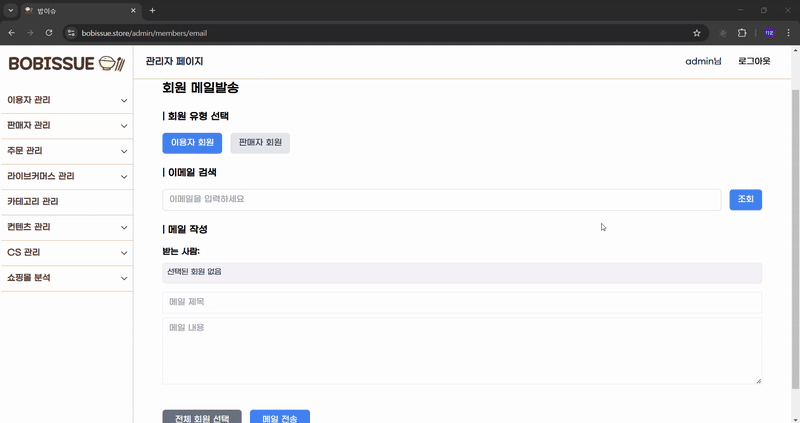 밥이슈
bobissue.store/admin/members/email
BOBISSUE
관리자 페이지
admin님
로그아웃
이용자 관리
판매자 관리
주문 관리
라이브커머스 관리
카테고리 관리
컨텐츠 관리
CS 관리
쇼핑몰 분석
회원 메일발송
| 회원 유형 선택
이용자 회원
판매자 회원
| 이메일 검색
이메일을 입력하세요
조회
| 메일 작성
받는 사람:
선택된 회원 없음
메일 제목
메일 내용
전체 회원 선택
메일 전송